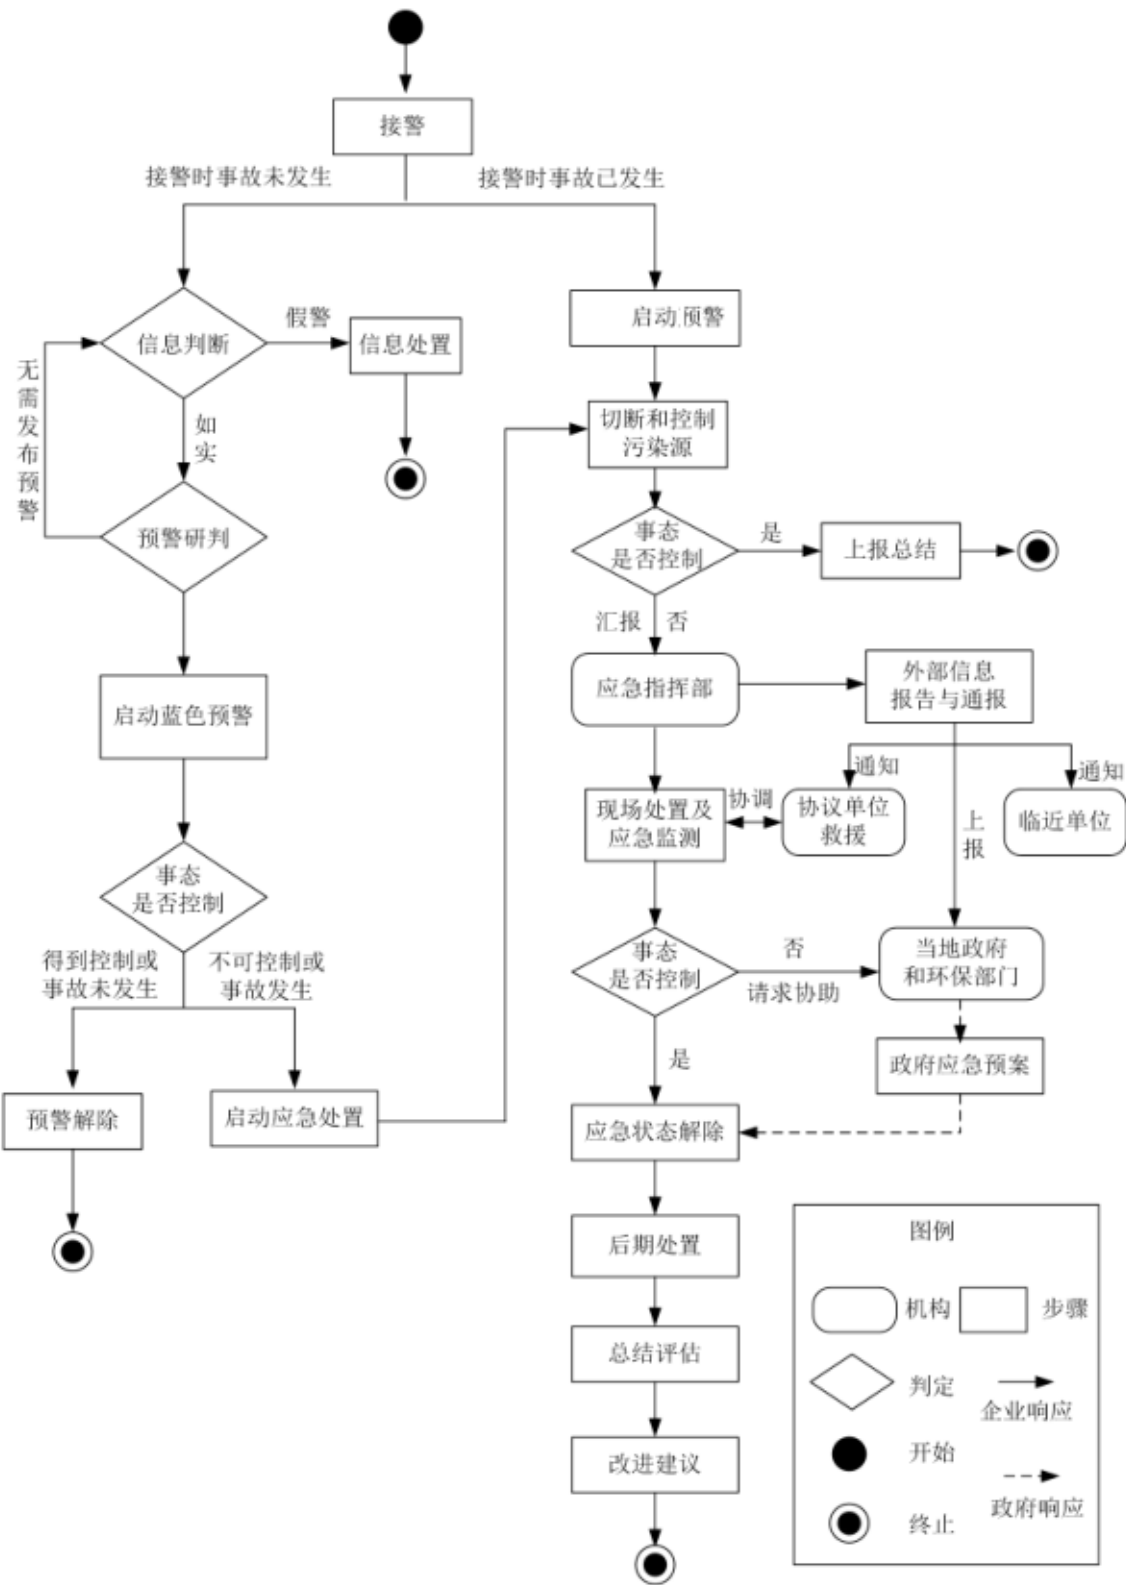 接警
接警时事故未发生
接警时事故已发生
启动预警
假警
信息判断
信息处置
无需发布预警
如实
切断和控制
污染源
预警研判
事态
是否控制
是
上报总结
汇报
否
应急指挥部
外部信息
报告与通报
启动蓝色预警
通知
通知
现场处置及
应急监测
协调
协议单位
救援
上报
临近单位
事态
是否控制
得到控制或
事故未发生
不可控制或
事故发生
事态
是否控制
否
请求协助
当地政府
和环保部门
是
政府应急预案
预警解除
启动应急处置
应急状态解除
后期处置
总结评估
改进建议
图例
机构
步骤
判定
企业响应
开始
政府响应
终止